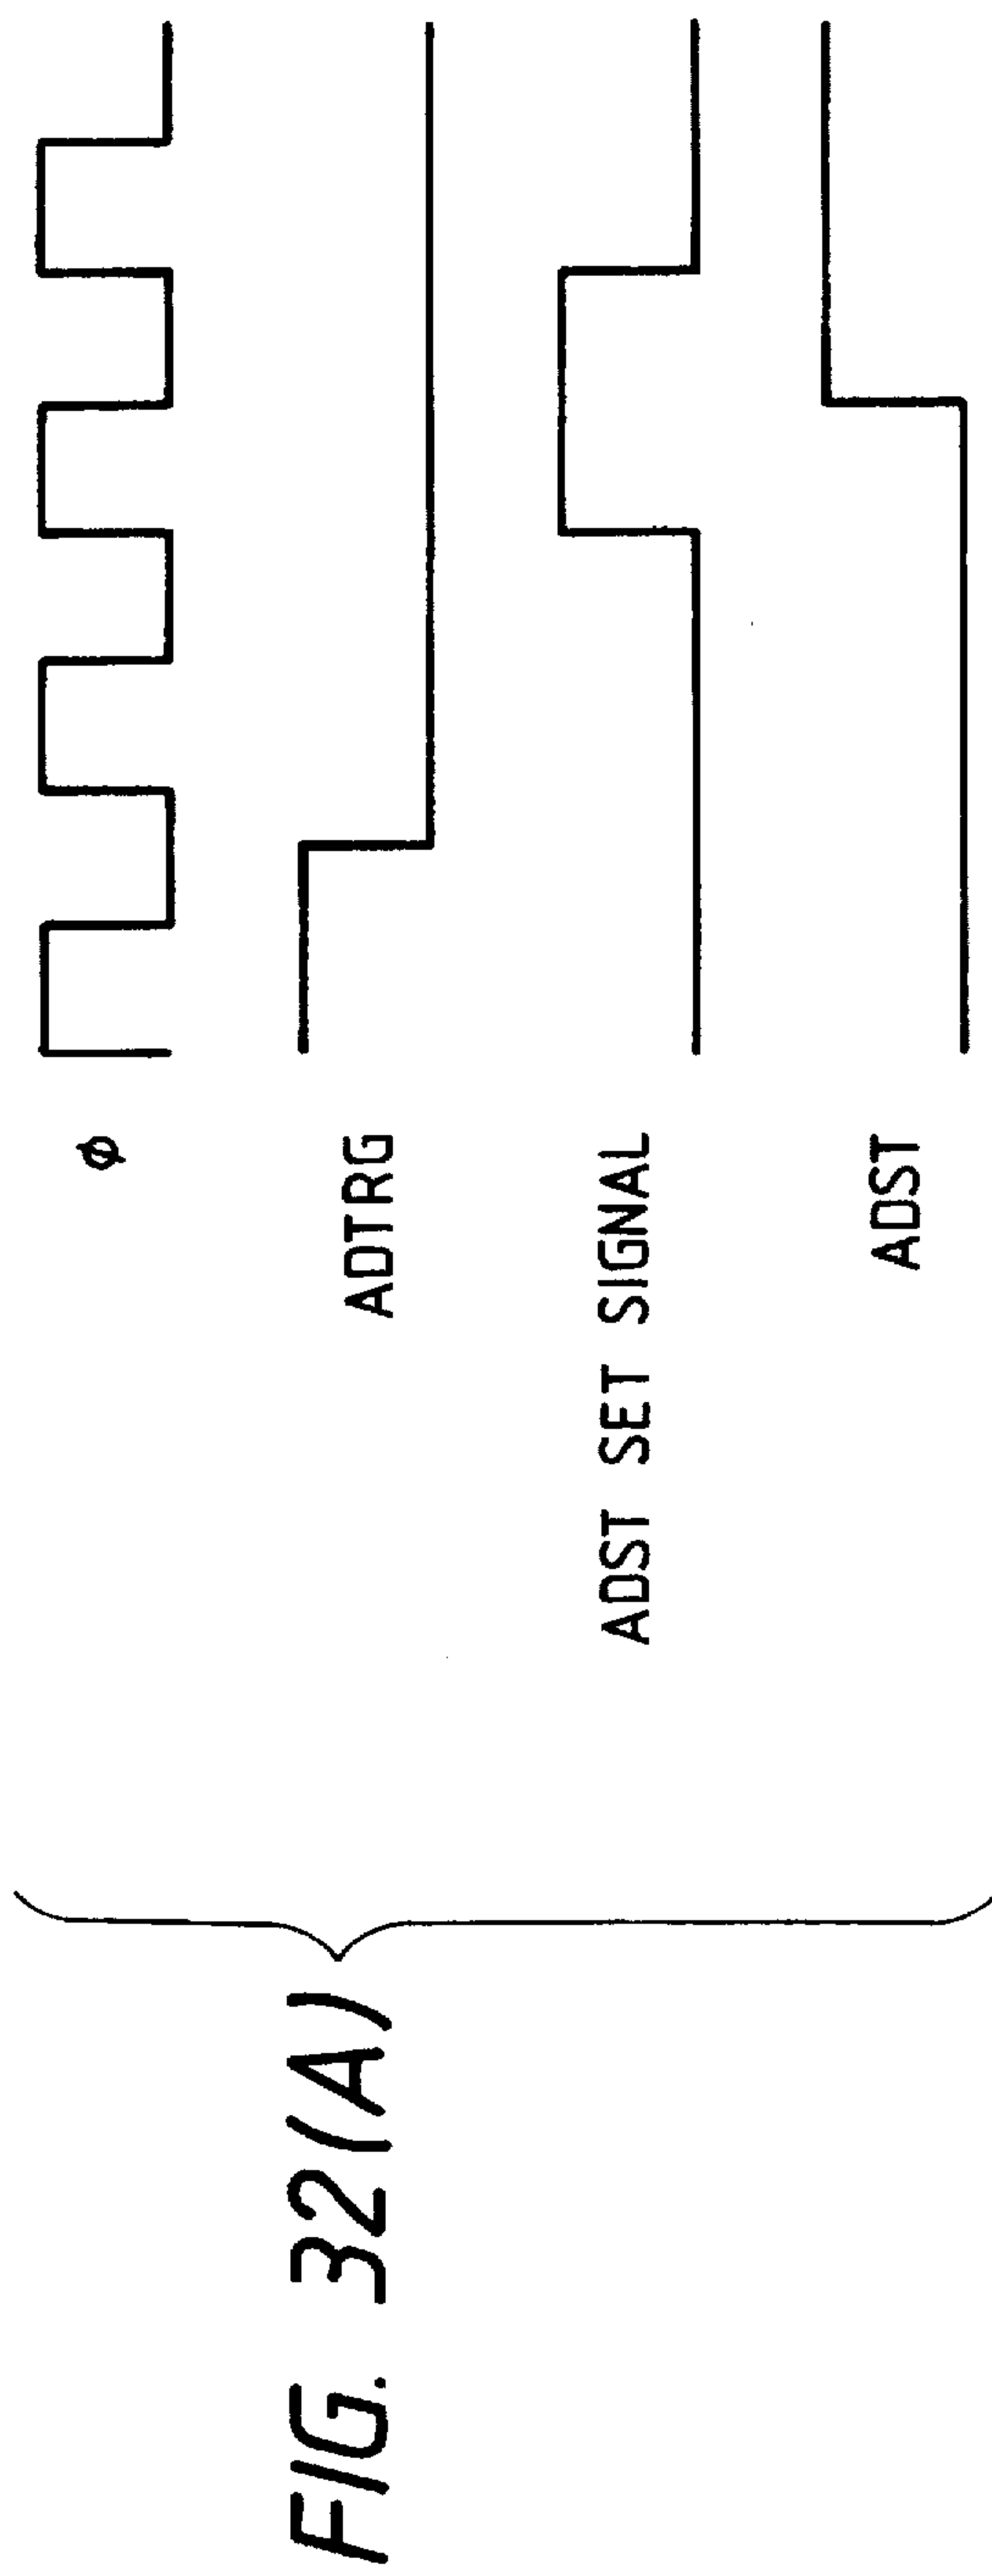 FIG. 32(A)
φ
ADTRG
ADST SET SIGNAL
ADST